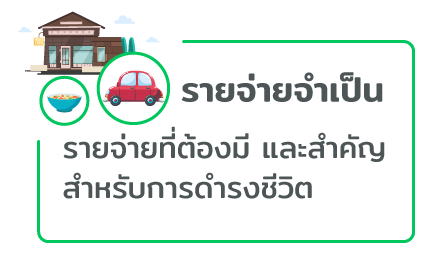 รายจ่ายจำเป็น
รายจ่ายที่ต้องมี และสำคัญ
สำหรับการดำรงชีวิต